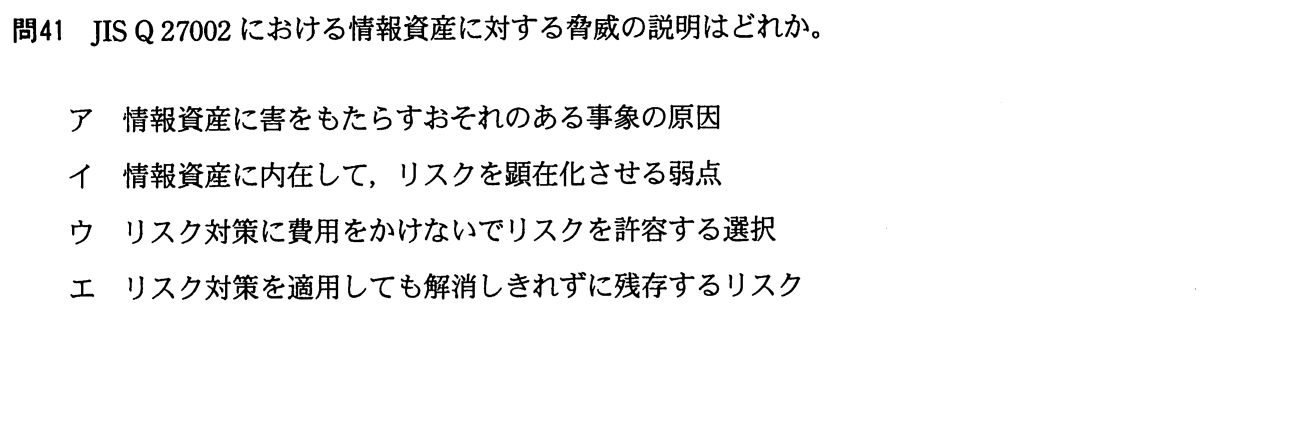 問41 JIS Q 27002 における情報資産に対する脅威の説明はどれか。
ア 情報資産に害をもたらすおそれのある事象の原因
イ 情報資産に内在して，リスクを顕在化させる弱点
ウ リスク対策に費用をかけないでリスクを許容する選択
エ リスク対策を適用しても解消しきれずに残存するリスク